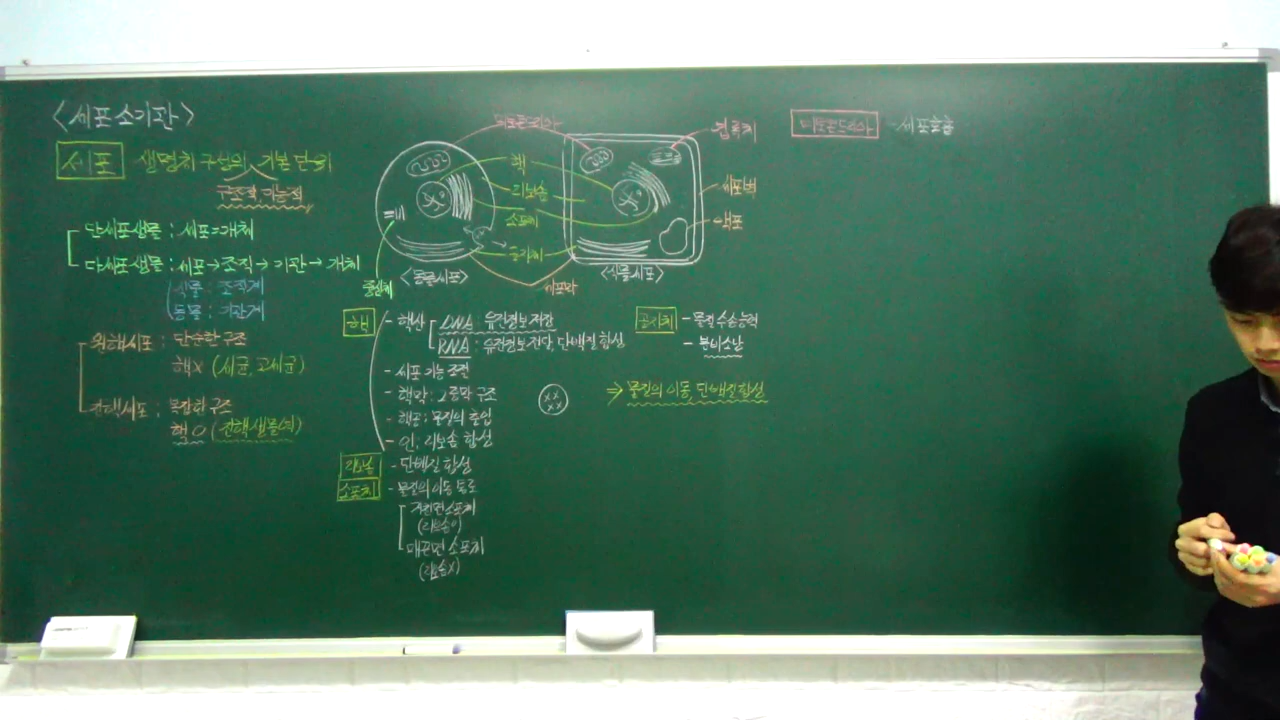 <세포 소기관>
세포 생명체 구성의 기본 단위
구조적 기능적
단세포생물 : 세포=개체
다세포생물 : 세포→조직→기관→개체
식물 : 조직계
동물 : 기관계
원핵세포 : 단순한 구조
핵X (세균, 고세균)
진핵세포 : 복잡한 구조
핵O (진핵생물역)
미토콘드리아
핵
리보솜
소포체
골지체
중심체
<동물세포>
세포막
<식물세포>
엽록체
세포벽
액포
핵 - 핵산
DNA 유전정보 저장
RNA : 유전정보 전달, 단백질 합성
- 세포 기능 조절
- 핵막 : 2중막 구조
- 핵공 : 물질의 출입
- 인 : 리보솜 합성
리보솜 - 단백질 합성
소포체 - 물질의 이동 통로
거친면 소포체
(리보솜O)
매끈면 소포체
(리보솜X)
골지체 - 물질 수송능력
- 분비소낭
⇒ 물질의 이동, 단백질 합성
미토콘드리아 - 세포호흡